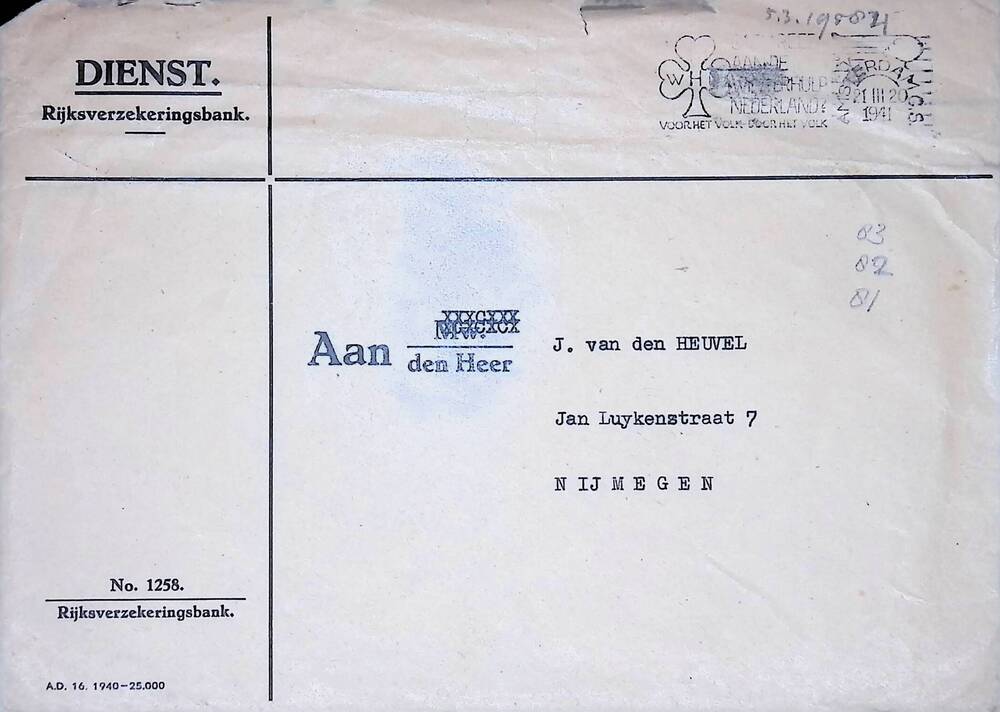 5.3.1980
DIENST.
Rijksverzekeringsbank.
W H
AAN DE
WINTERHULP
NEDERLAND!
VOOR HET VOLK DOOR HET VOLK
AMSTERDAM
21 III 20
1941
83
82
81
Aan
Mw.
den Heer
J. van den HEUVEL
Jan Luykenstraat 7
N IJ M E G E N
No. 1258.
Rijksverzekeringsbank.
A.D. 16. 1940-25.000